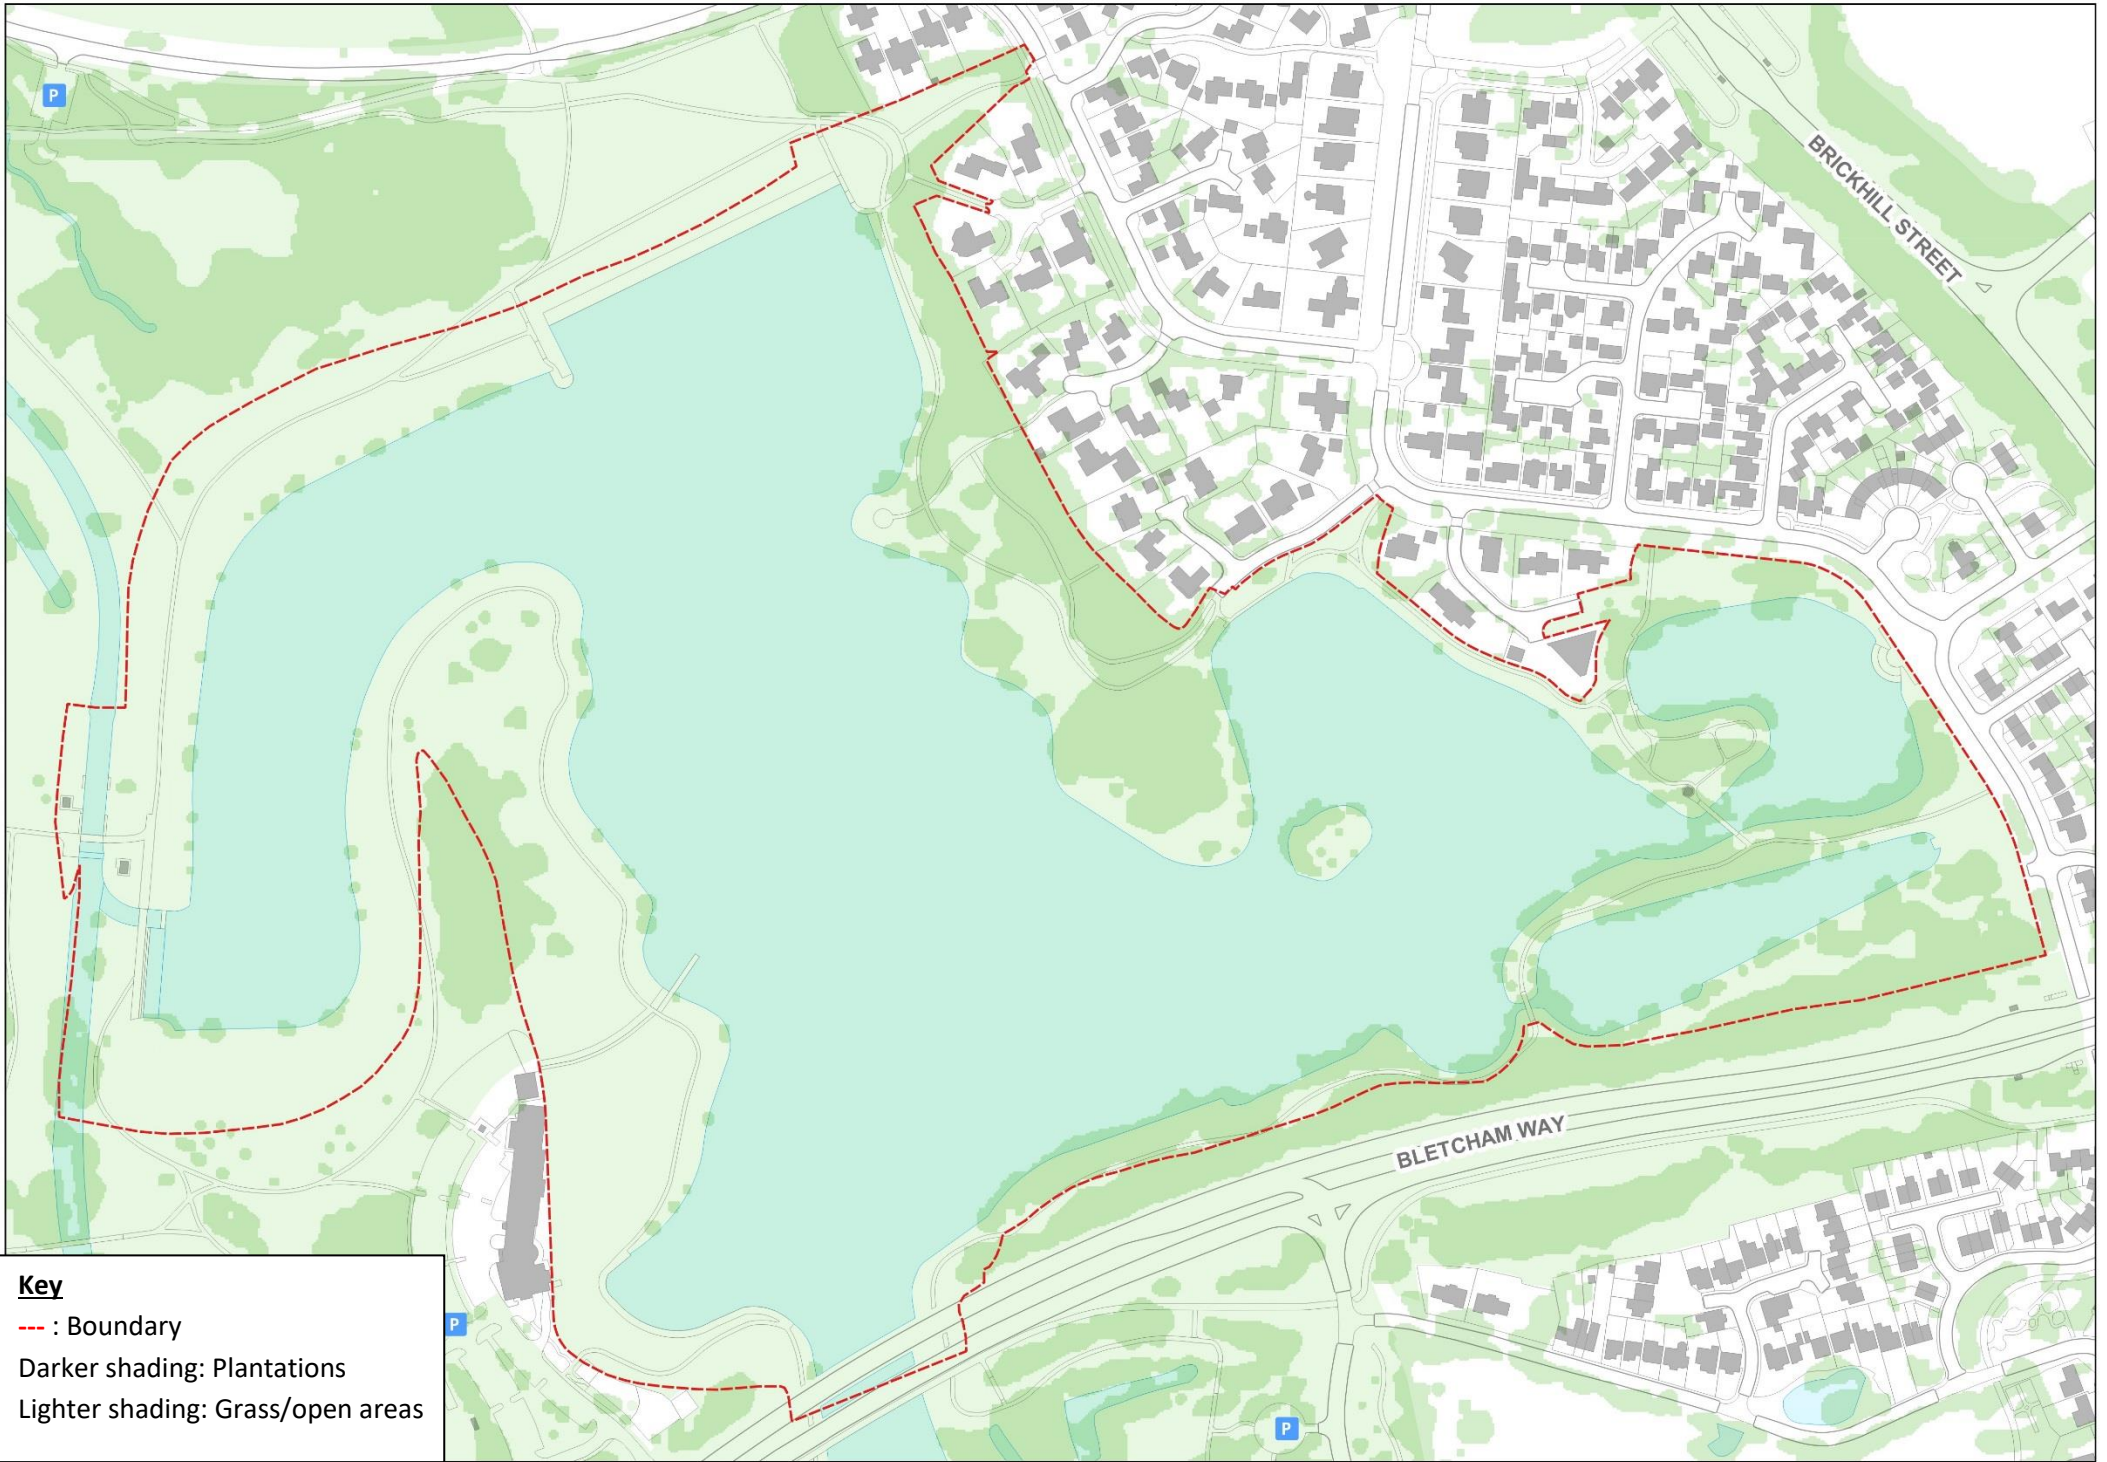 P
BRICKHILL STREET
BLETCHAM WAY
P
P
Key
--- : Boundary
Darker shading: Plantations
Lighter shading: Grass/open areas